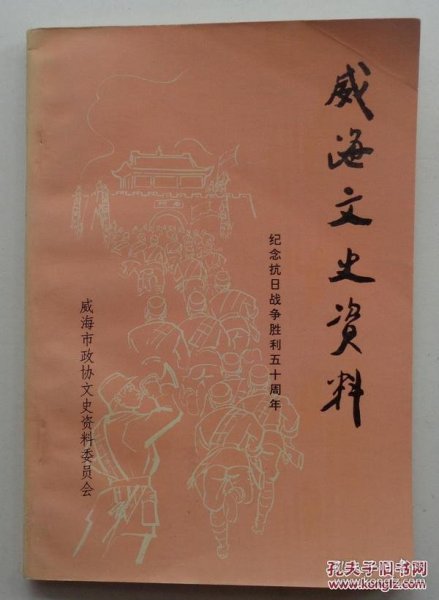 威海文史资料
纪念抗日战争胜利五十周年
威海市政协文史资料委员会
孔夫子旧书网
www.kongfz.com